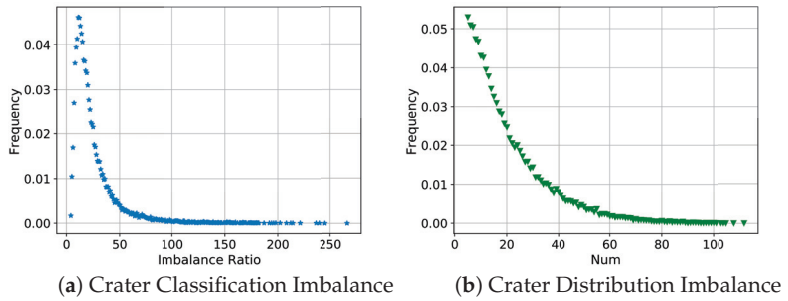 0.04
0.03
0.02
0.01
0.00
Frequency
0 50 100 150 200 250
Imbalance Ratio
(a) Crater Classification Imbalance
0.05
0.04
0.03
0.02
0.01
0.00
Frequency
0 20 40 60 80 100
Num
(b) Crater Distribution Imbalance